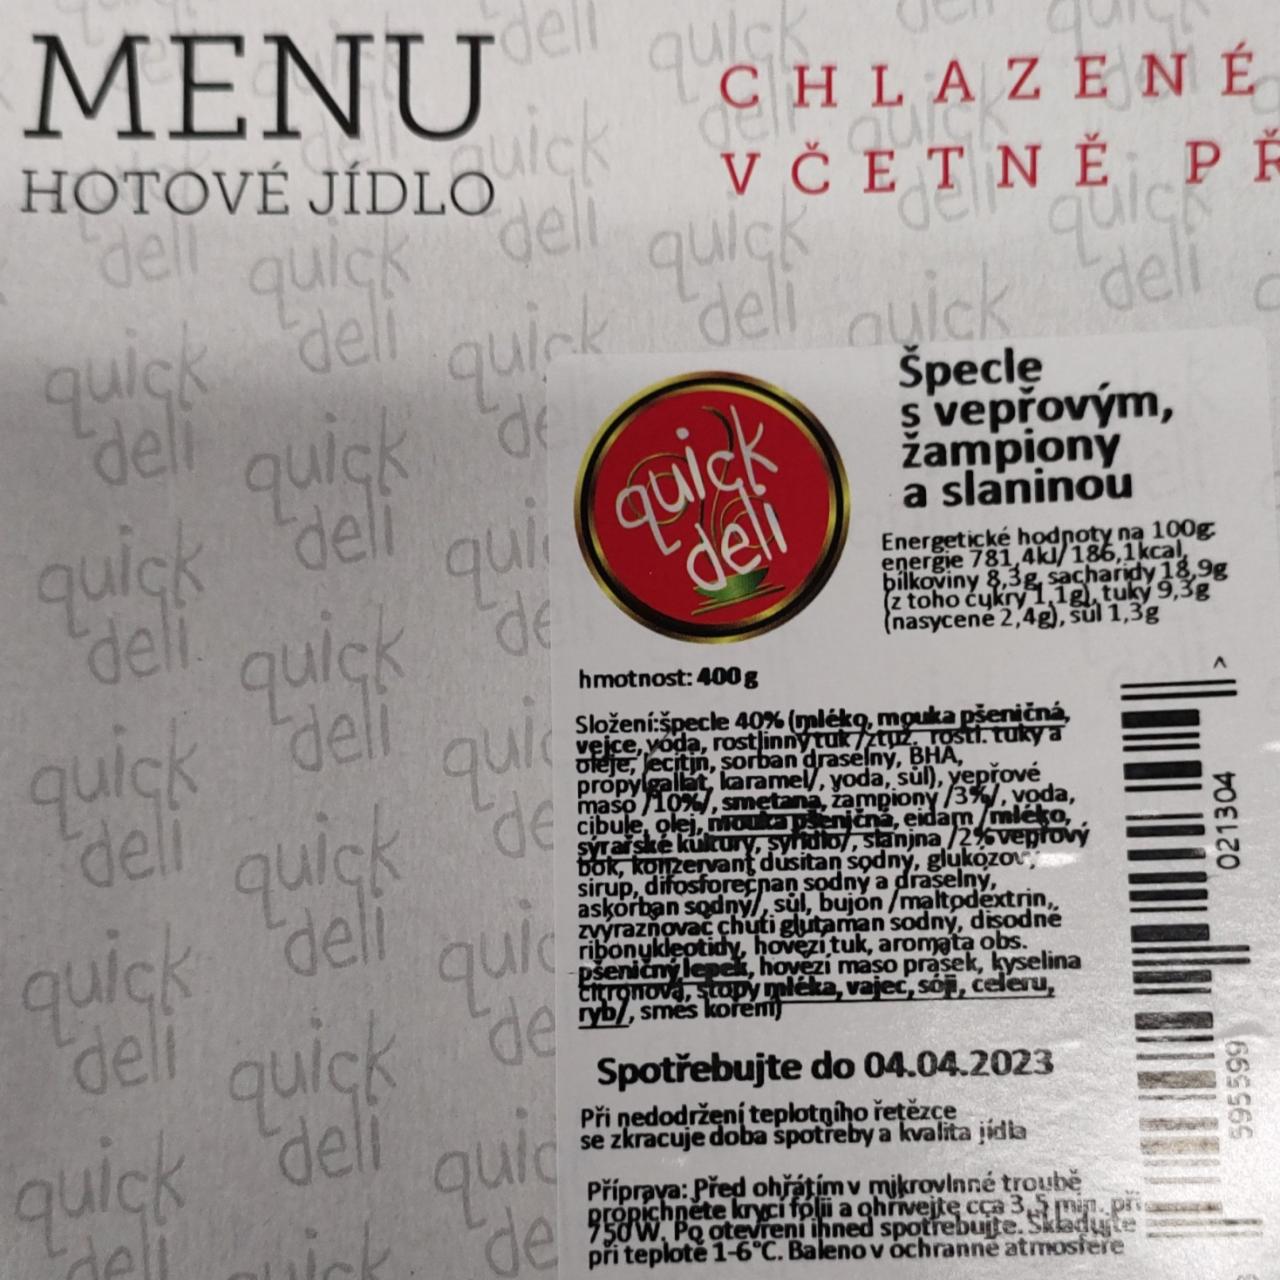 MENU
HOTOVÉ JÍDLO
CHLAZENÉ
VČETNĚ PŘ
quick
deli
Špecle
s vepřovým,
žampiony
a slaninou
Energetické hodnoty na 100g:
energie 781,4kJ/186,1kcal,
bílkoviny 8,3g, sacharidy 18,9g
(z toho cukry 1,1g), tuky 9,3g
(nasycené 2,4g), sůl 1,3g
hmotnost: 400g
Složení:špecle 40% (mléko, mouka pšeničná,
vejce, voda, rostlinný tuk /ztuž. rostl. tuky a
oleje, lecitin, sorban draselný, BHA,
propylgallát, karamel/, voda, sůl), vepřové
maso /10%/, smetana, žampiony /3%/, voda,
cibule, olej, mouka pšeničná, eidam /mléko,
sýrařské kultury, syřidlo/, slanina /2% vepřový
bok, konzervant dusitan sodný, glukózový
sirup, difosforečnan sodný a draselný,
askorban sodný/, sůl, bujón /maltodextrin,,
zvýrazňovač chuti glutaman sodný, disodné
ribonukleotidy, hovězí tuk, aromata obs.
pšeničný lepek, hovězí maso prášek, kyselina
citronová, stopy mléka, vajec, sóji, celeru,
ryb/, směs koření)
Spotřebujte do 04.04.2023
Při nedodržení teplotního řetězce
se zkracuje doba spotřeby a kvalita jídla
Příprava: Před ohřátím v mikrovlnné troubě
propíchněte krycí fólii a ohřívejte cca 3,5 min. při
750W. Po otevření ihned spotřebujte. Skladujte
při teplotě 1-6°C. Baleno v ochranné atmosféře
021304
595599